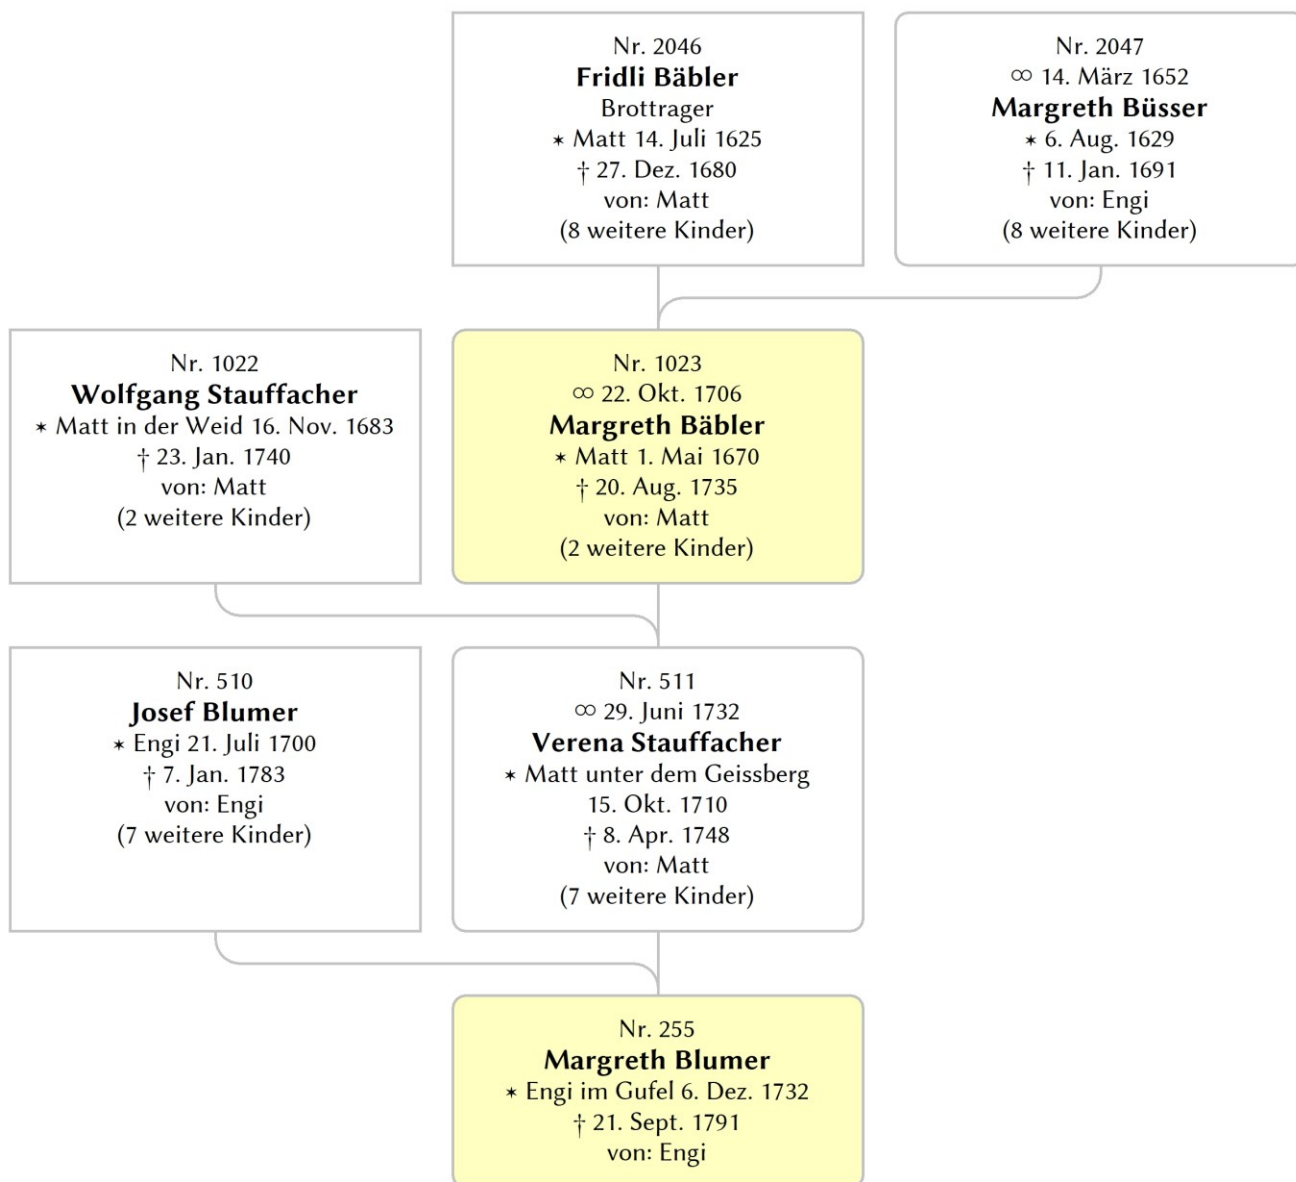 Nr. 2046
Fridli Bäbler
Brottrager
✶ Matt 14. Juli 1625
† 27. Dez. 1680
von: Matt
(8 weitere Kinder)
Nr. 2047
∞ 14. März 1652
Margreth Büsser
✶ 6. Aug. 1629
† 11. Jan. 1691
von: Engi
(8 weitere Kinder)
Nr. 1022
Wolfgang Stauffacher
✶ Matt in der Weid 16. Nov. 1683
† 23. Jan. 1740
von: Matt
(2 weitere Kinder)
Nr. 1023
∞ 22. Okt. 1706
Margreth Bäbler
✶ Matt 1. Mai 1670
† 20. Aug. 1735
von: Matt
(2 weitere Kinder)
Nr. 510
Josef Blumer
✶ Engi 21. Juli 1700
† 7. Jan. 1783
von: Engi
(7 weitere Kinder)
Nr. 511
∞ 29. Juni 1732
Verena Stauffacher
✶ Matt unter dem Geissberg
15. Okt. 1710
† 8. Apr. 1748
von: Matt
(7 weitere Kinder)
Nr. 255
Margreth Blumer
✶ Engi im Gufel 6. Dez. 1732
† 21. Sept. 1791
von: Engi